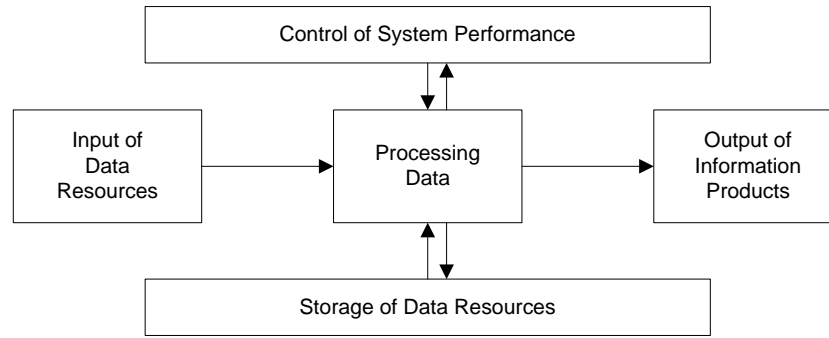 Control of System Performance
Input of
Data
Resources
Processing
Data
Output of
Information
Products
Storage of Data Resources